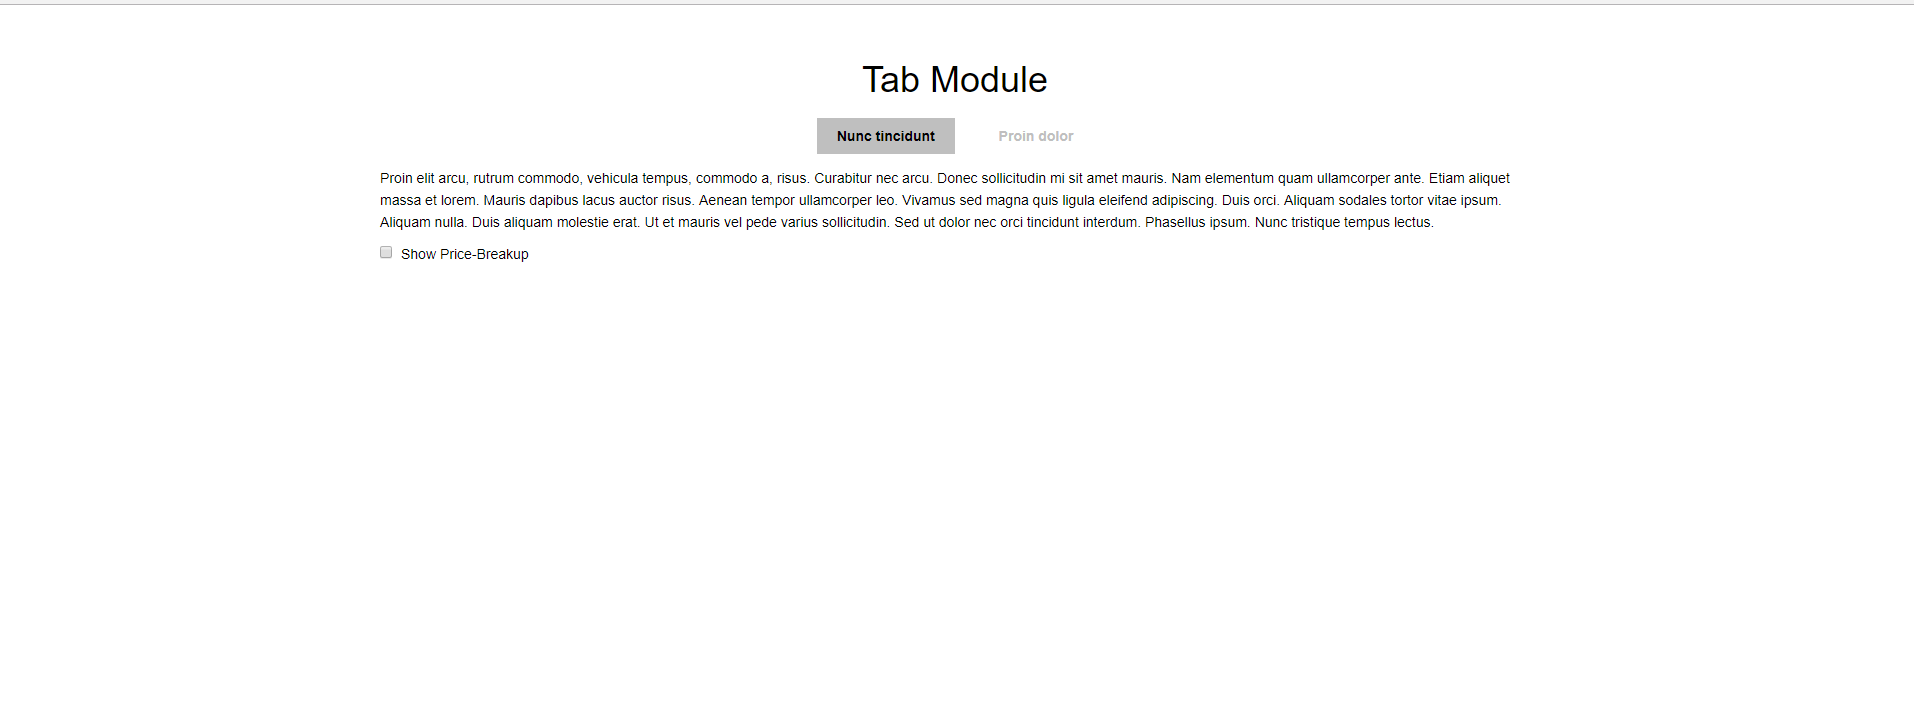 Tab Module
Nunc tincidunt Proin dolor
Proin elit arcu, rutrum commodo, vehicula tempus, commodo a, risus. Curabitur nec arcu. Donec sollicitudin mi sit amet mauris. Nam elementum quam ullamcorper ante. Etiam aliquet
massa et lorem. Mauris dapibus lacus auctor risus. Aenean tempor ullamcorper leo. Vivamus sed magna quis ligula eleifend adipiscing. Duis orci. Aliquam sodales tortor vitae ipsum.
Aliquam nulla. Duis aliquam molestie erat. Ut et mauris vel pede varius sollicitudin. Sed ut dolor nec orci tincidunt interdum. Phasellus ipsum. Nunc tristique tempus lectus.
Show Price-Breakup